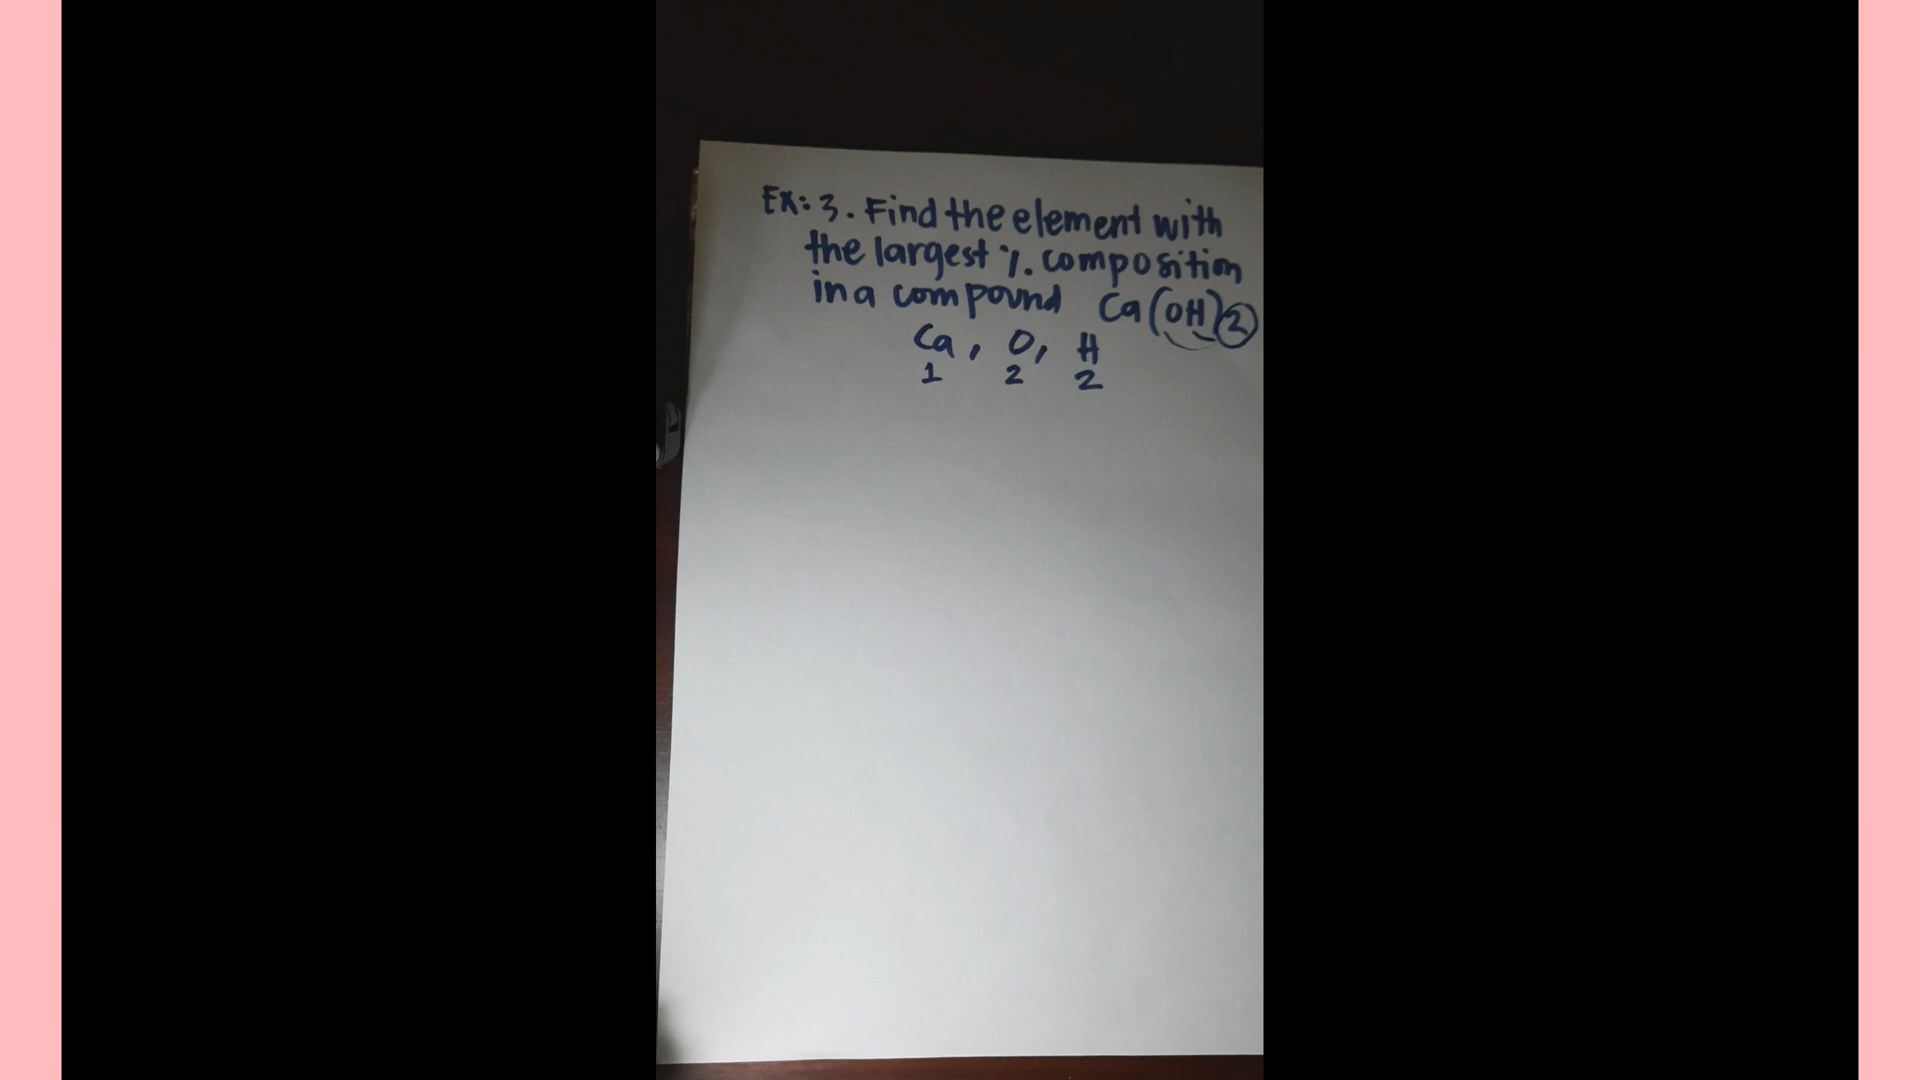 Ex: 3. Find the element with
the largest %. composition
in a compound Ca(OH)2
Ca, O, H
1 2 2